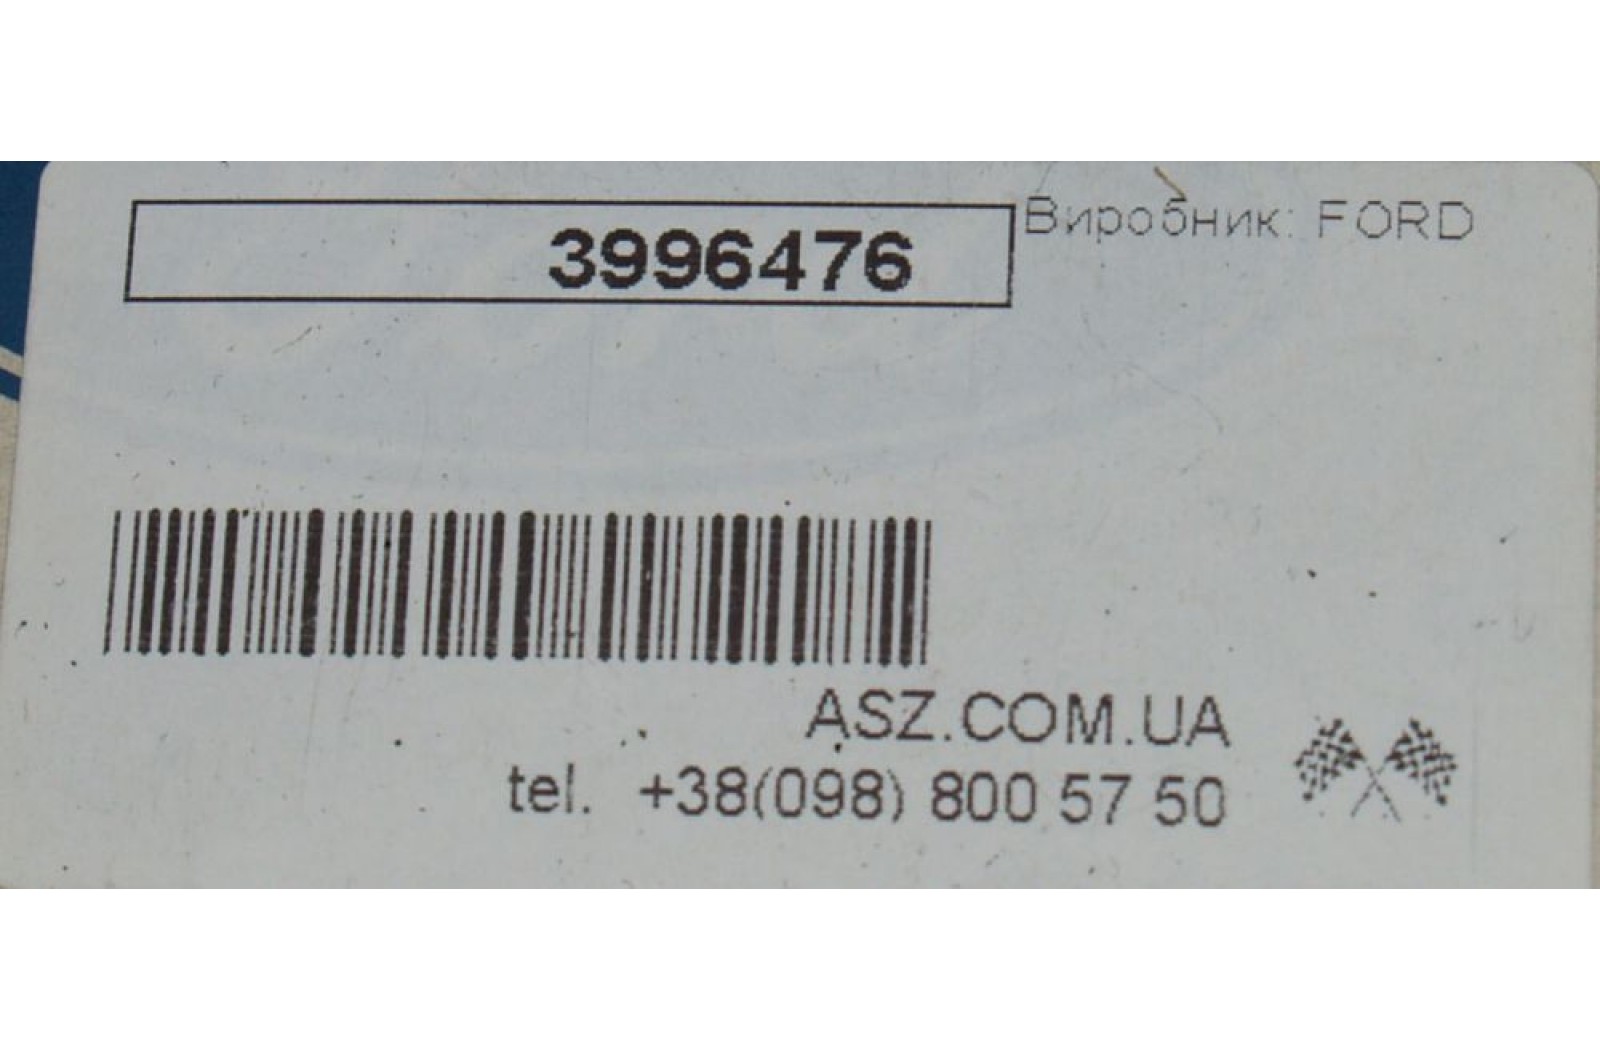 3996476
Виробник: FORD
ASZ.COM.UA
tel. +38(098) 800 57 50